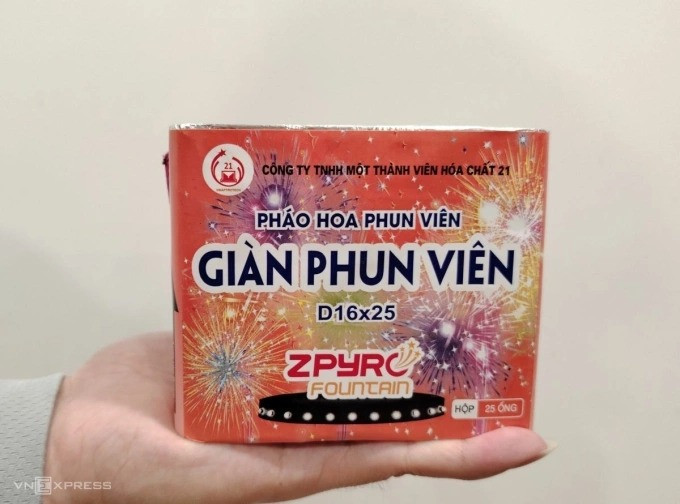 21
CÔNG TY TNHH MỘT THÀNH VIÊN HÓA CHẤT 21
PHÁO HOA PHUN VIÊN
GIÀN PHUN VIÊN
D16x25
ZPYRO
FOUNTAIN
HỘP 25 ỐNG
VNEXPRESS